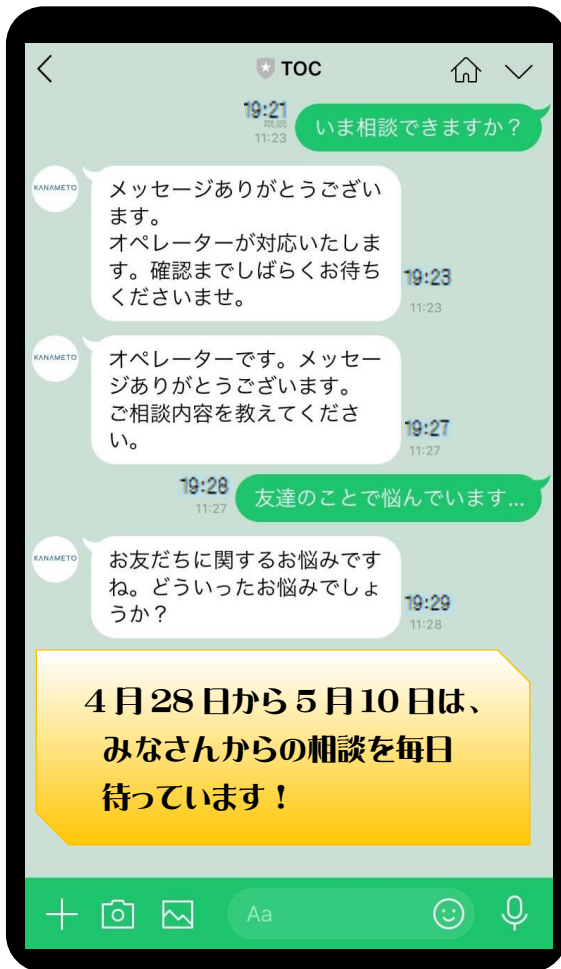 TOC
19:21
既読
11:23
いま相談できますか？
KANAMETO
メッセージありがとうござい
ます。
オペレーターが対応いたしま
す。確認までしばらくお待ち
くださいませ。
19:23
11:23
KANAMETO
オペレーターです。メッセー
ジありがとうございます。
ご相談内容を教えてくださ
い。
19:27
11:27
19:28
11:27
友達のことで悩んでいます...
KANAMETO
お友だちに関するお悩みです
ね。どういったお悩みでしょ
うか？
19:29
11:28
４月28日から５月10日は、
みなさんからの相談を毎日
待っています！
Aa